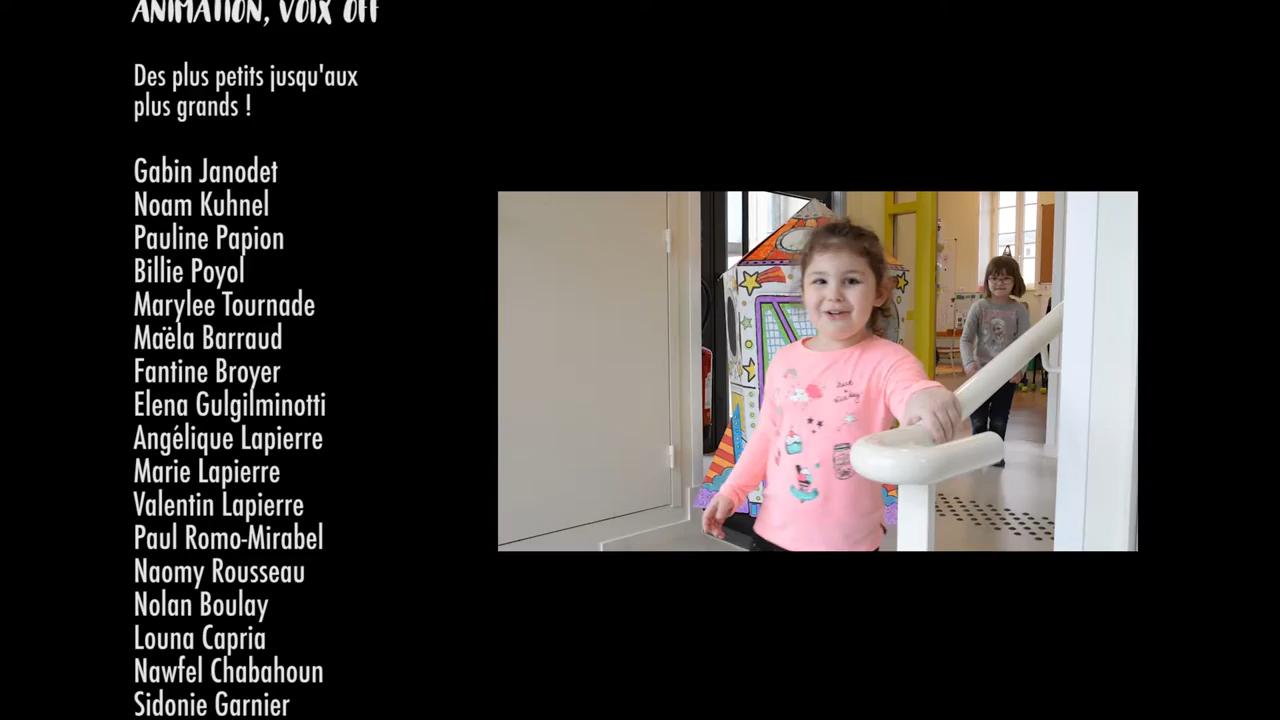 ANIMATION, VOIX OFF
Des plus petits jusqu'aux
plus grands !
Gabin Janodet
Noam Kuhnel
Pauline Papion
Billie Poyol
Marylee Tournade
Maëla Barraud
Fantine Broyer
Elena Gulgilminotti
Angélique Lapierre
Marie Lapierre
Valentin Lapierre
Paul Romo-Mirabel
Naomy Rousseau
Nolan Boulay
Louna Capria
Nawfel Chabahoun
Sidonie Garnier